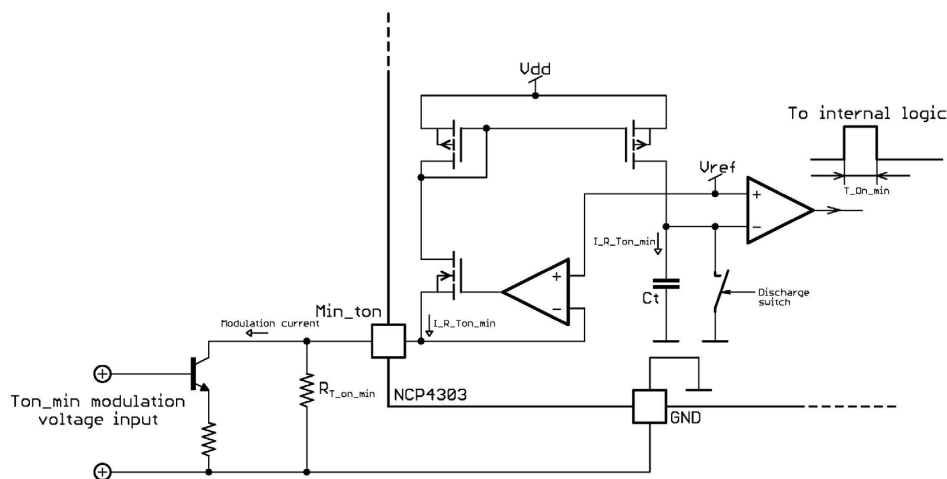 Vdd
To internal logic
Vref
T_On_min
+
−
I_R_Ton_min
+
−
Ct
Discharge
switch
Min_ton
I_R_Ton_min
Modulation current
Ton_min modulation
voltage input
RT_on_min
NCP4303
GND